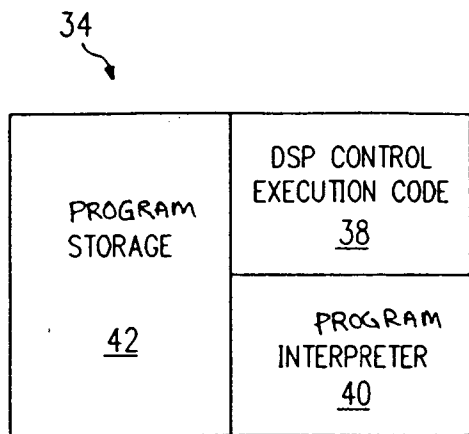 34
PROGRAM
STORAGE
42
DSP CONTROL
EXECUTION CODE
38
PROGRAM
INTERPRETER
40